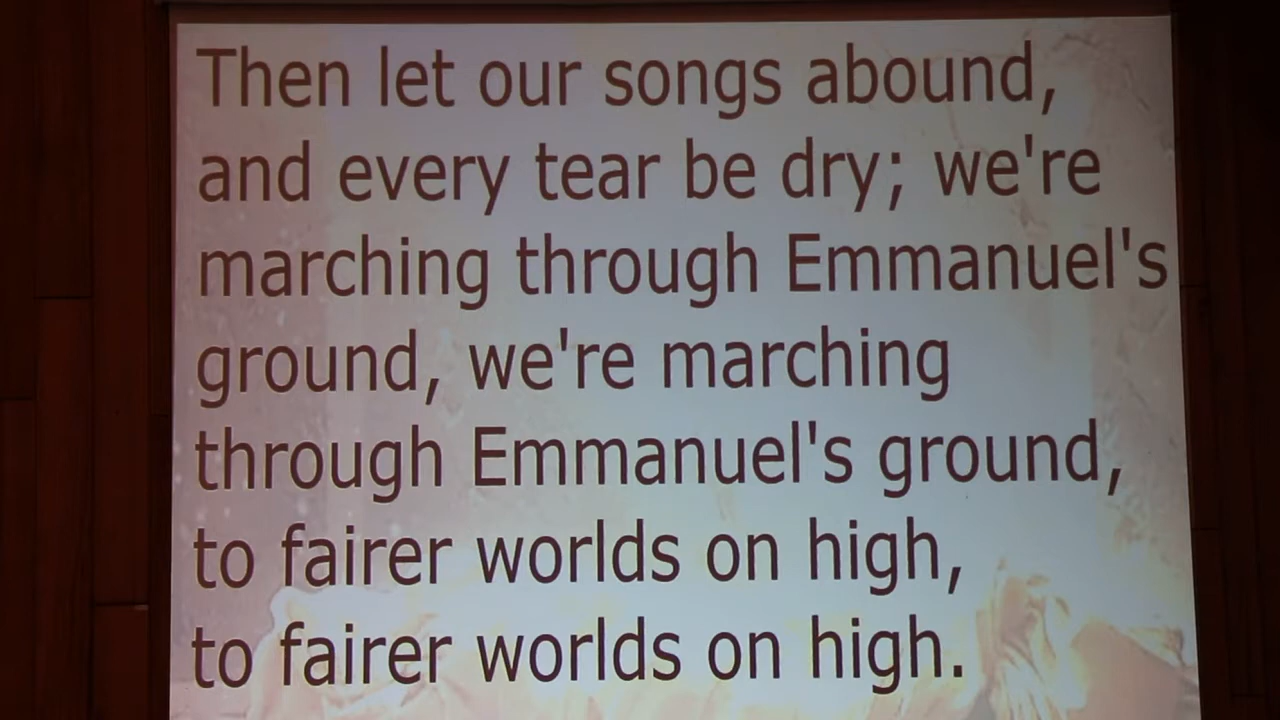 Then let our songs abound,
and every tear be dry; we're
marching through Emmanuel's
ground, we're marching
through Emmanuel's ground,
to fairer worlds on high,
to fairer worlds on high.